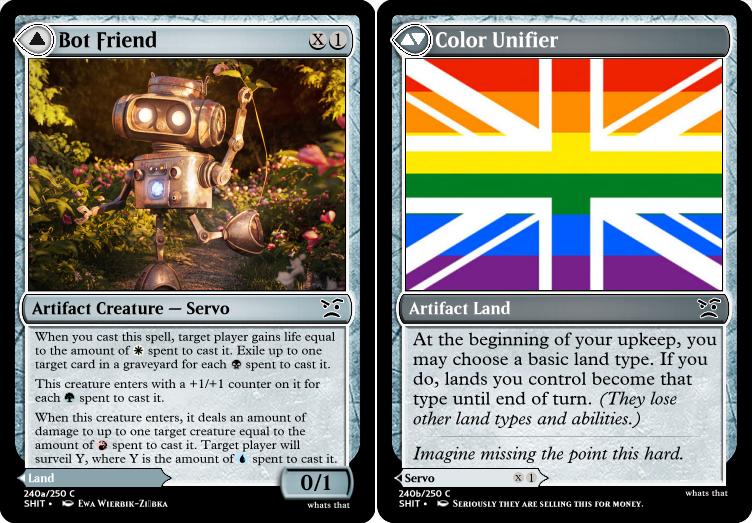 Bot Friend X 1
Artifact Creature — Servo
When you cast this spell, target player gains life equal
to the amount of spent to cast it. Exile up to one
target card in a graveyard for each spent to cast it.
This creature enters with a +1/+1 counter on it for
each spent to cast it.
When this creature enters, it deals an amount of
damage to up to one target creature equal to the
amount of spent to cast it. Target player will
surveil Y, where Y is the amount of spent to cast it.
Land
0/1
240a/250 C
SHIT • Ewa Wierbik-Zi▯bka
whats that
Color Unifier
Artifact Land
At the beginning of your upkeep, you
may choose a basic land type. If you
do, lands you control become that
type until end of turn. (They lose
other land types and abilities.)
Imagine missing the point this hard.
Servo X 1
240b/250 C
SHIT • Seriously they are selling this for money.
whats that